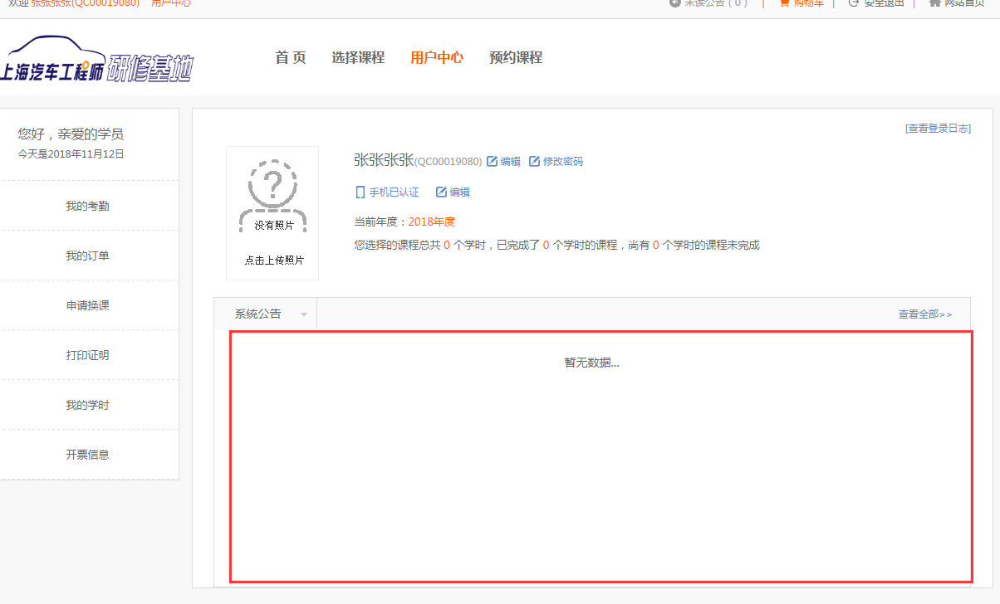 欢迎 张张张张(QC00019080) 用户中心
未读公告 ( 0 ) | 购物车 | 安全退出 | 网站首页
上海汽车工程师研修基地
首 页 选择课程 用户中心 预约课程
您好，亲爱的学员
今天是2018年11月12日
我的考勤
我的订单
申请换课
打印证明
我的学时
开票信息
[查看登录日志]
没有照片
点击上传照片
张张张张(QC00019080) 编辑 修改密码
手机已认证 编辑
当前年度：2018年度
您选择的课程总共 0 个学时，已完成了 0 个学时的课程，尚有 0 个学时的课程未完成
系统公告
查看全部>>
暂无数据...